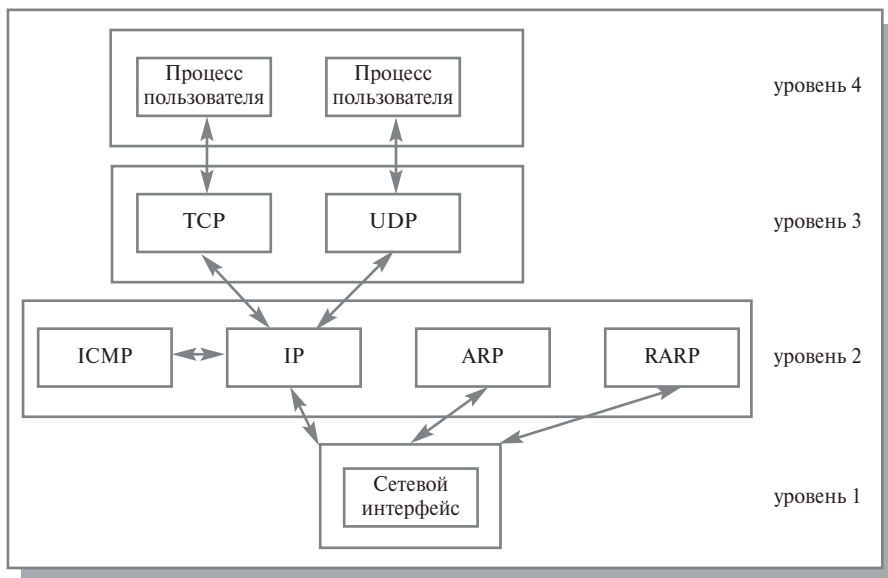 Процесс
пользователя
Процесс
пользователя
уровень 4
TCP
UDP
уровень 3
ICMP
IP
ARP
RARP
уровень 2
Сетевой
интерфейс
уровень 1